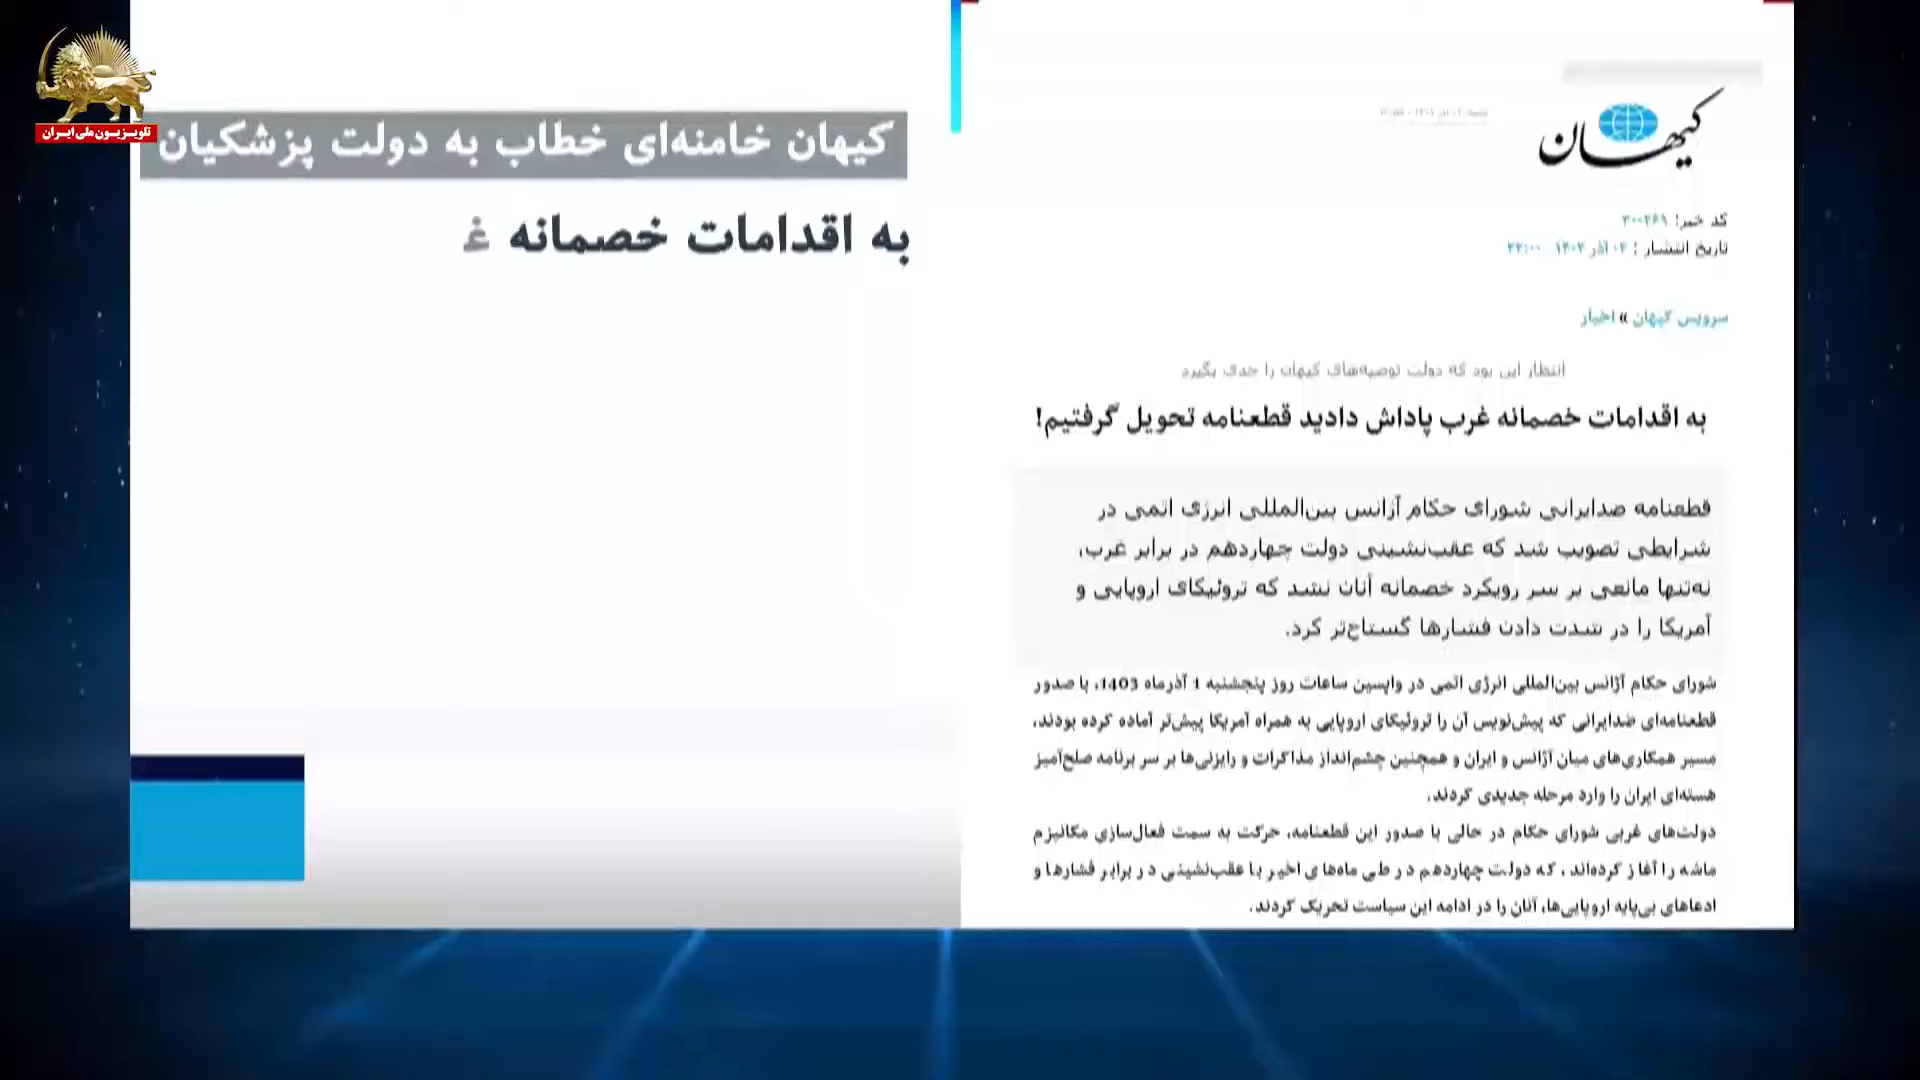 تلویزیون ملی ایران
کیهان خامنه‌ای خطاب به دولت پزشکیان
به اقدامات خصمانه غ
کیهان
کد خبر: ۳۰۰۲۶۹
تاریخ انتشار : ۰۲ آذر ۱۴۰۳ - ۲۲:۰۰
سرویس کیهان » اخبار
انتظار این بود که دولت توصیه‌های کیهان را جدی بگیرد
به اقدامات خصمانه غرب پاداش دادید قطعنامه تحویل گرفتیم!
قطعنامه ضدایرانی شورای حکام آژانس بین‌المللی انرژی اتمی در
شرایطی تصویب شد که عقب‌نشینی دولت چهاردهم در برابر غرب،
نه‌تنها مانعی بر سر رویکرد خصمانه آنان نشد که تروئیکای اروپایی و
آمریکا را در شدت دادن فشارها گستاخ‌تر کرد.
شورای حکام آژانس بین‌المللی انرژی اتمی در واپسین ساعات روز پنجشنبه 1 آذرماه 1403، با صدور
قطعنامه‌ای ضدایرانی که پیش‌نویس آن را تروئیکای اروپایی به همراه آمریکا پیش‌تر آماده کرده بودند،
مسیر همکاری‌های میان آژانس و ایران و همچنین چشم‌انداز مذاکرات و رایزنی‌ها بر سر برنامه صلح‌آمیز
هسته‌ای ایران را وارد مرحله جدیدی کردند.
دولت‌های غربی شورای حکام در حالی با صدور این قطعنامه، حرکت به سمت فعال‌سازی مکانیزم
ماشه را آغاز کرده‌اند، که دولت چهاردهم در طی ماه‌های اخیر با عقب‌نشینی در برابر فشارها و
ادعاهای بی‌پایه اروپایی‌ها، آنان را در ادامه این سیاست تحریک کردند.